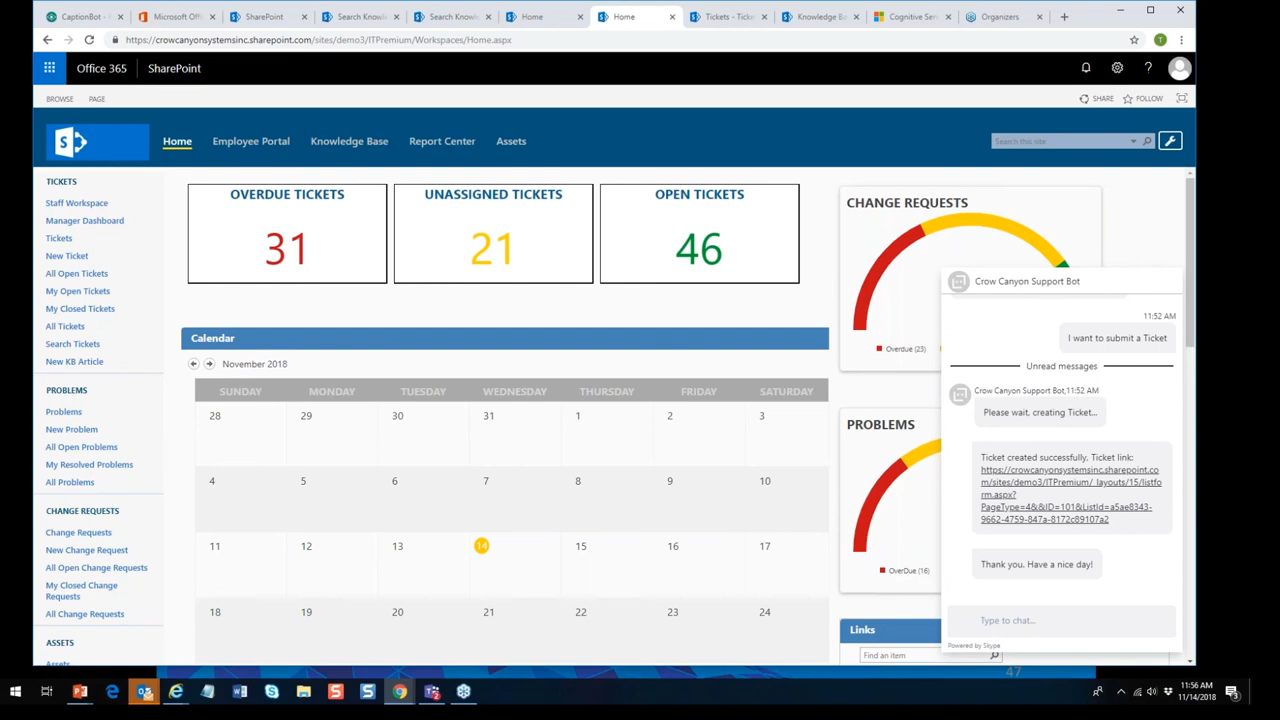 CaptionBot - F
Microsoft Offi
SharePoint
Search Knowle
Search Knowle
Home
Home
Tickets - Ticke
Knowledge Ba
Cognitive Serv
Organizers
https://crowcanyonsystemsinc.sharepoint.com/sites/demo3/ITPremium/Workspaces/Home.aspx
T
Office 365
SharePoint
BROWSE
PAGE
SHARE
FOLLOW
S
Home
Employee Portal
Knowledge Base
Report Center
Assets
Search this site
TICKETS
Staff Workspace
Manager Dashboard
Tickets
New Ticket
All Open Tickets
My Open Tickets
My Closed Tickets
All Tickets
Search Tickets
New KB Article
PROBLEMS
Problems
New Problem
All Open Problems
My Resolved Problems
All Problems
CHANGE REQUESTS
Change Requests
New Change Request
All Open Change Requests
My Closed Change
Requests
All Change Requests
ASSETS
Assets
OVERDUE TICKETS
31
UNASSIGNED TICKETS
21
OPEN TICKETS
46
Calendar
November 2018
SUNDAY MONDAY TUESDAY WEDNESDAY THURSDAY FRIDAY SATURDAY
28 29 30 31 1 2 3
4 5 6 7 8 9 10
11 12 13 14 15 16 17
18 19 20 21 22 23 24
CHANGE REQUESTS
Overdue (23)
PROBLEMS
OverDue (16)
Links
Find an item
Crow Canyon Support Bot
11:52 AM
I want to submit a Ticket
Unread messages
Crow Canyon Support Bot, 11:52 AM
Please wait, creating Ticket...
Ticket created successfully. Ticket link:
https://crowcanyonsystemsinc.sharepoint.co
m/sites/demo3/ITPremium/_layouts/15/listfo
rm.aspx?
PageType=4&&ID=101&ListId=a5ae8343-
9662-4759-847a-8172c89107a2
Thank you. Have a nice day!
Type to chat...
Powered by Skype
47
11:56 AM
11/14/2018
3